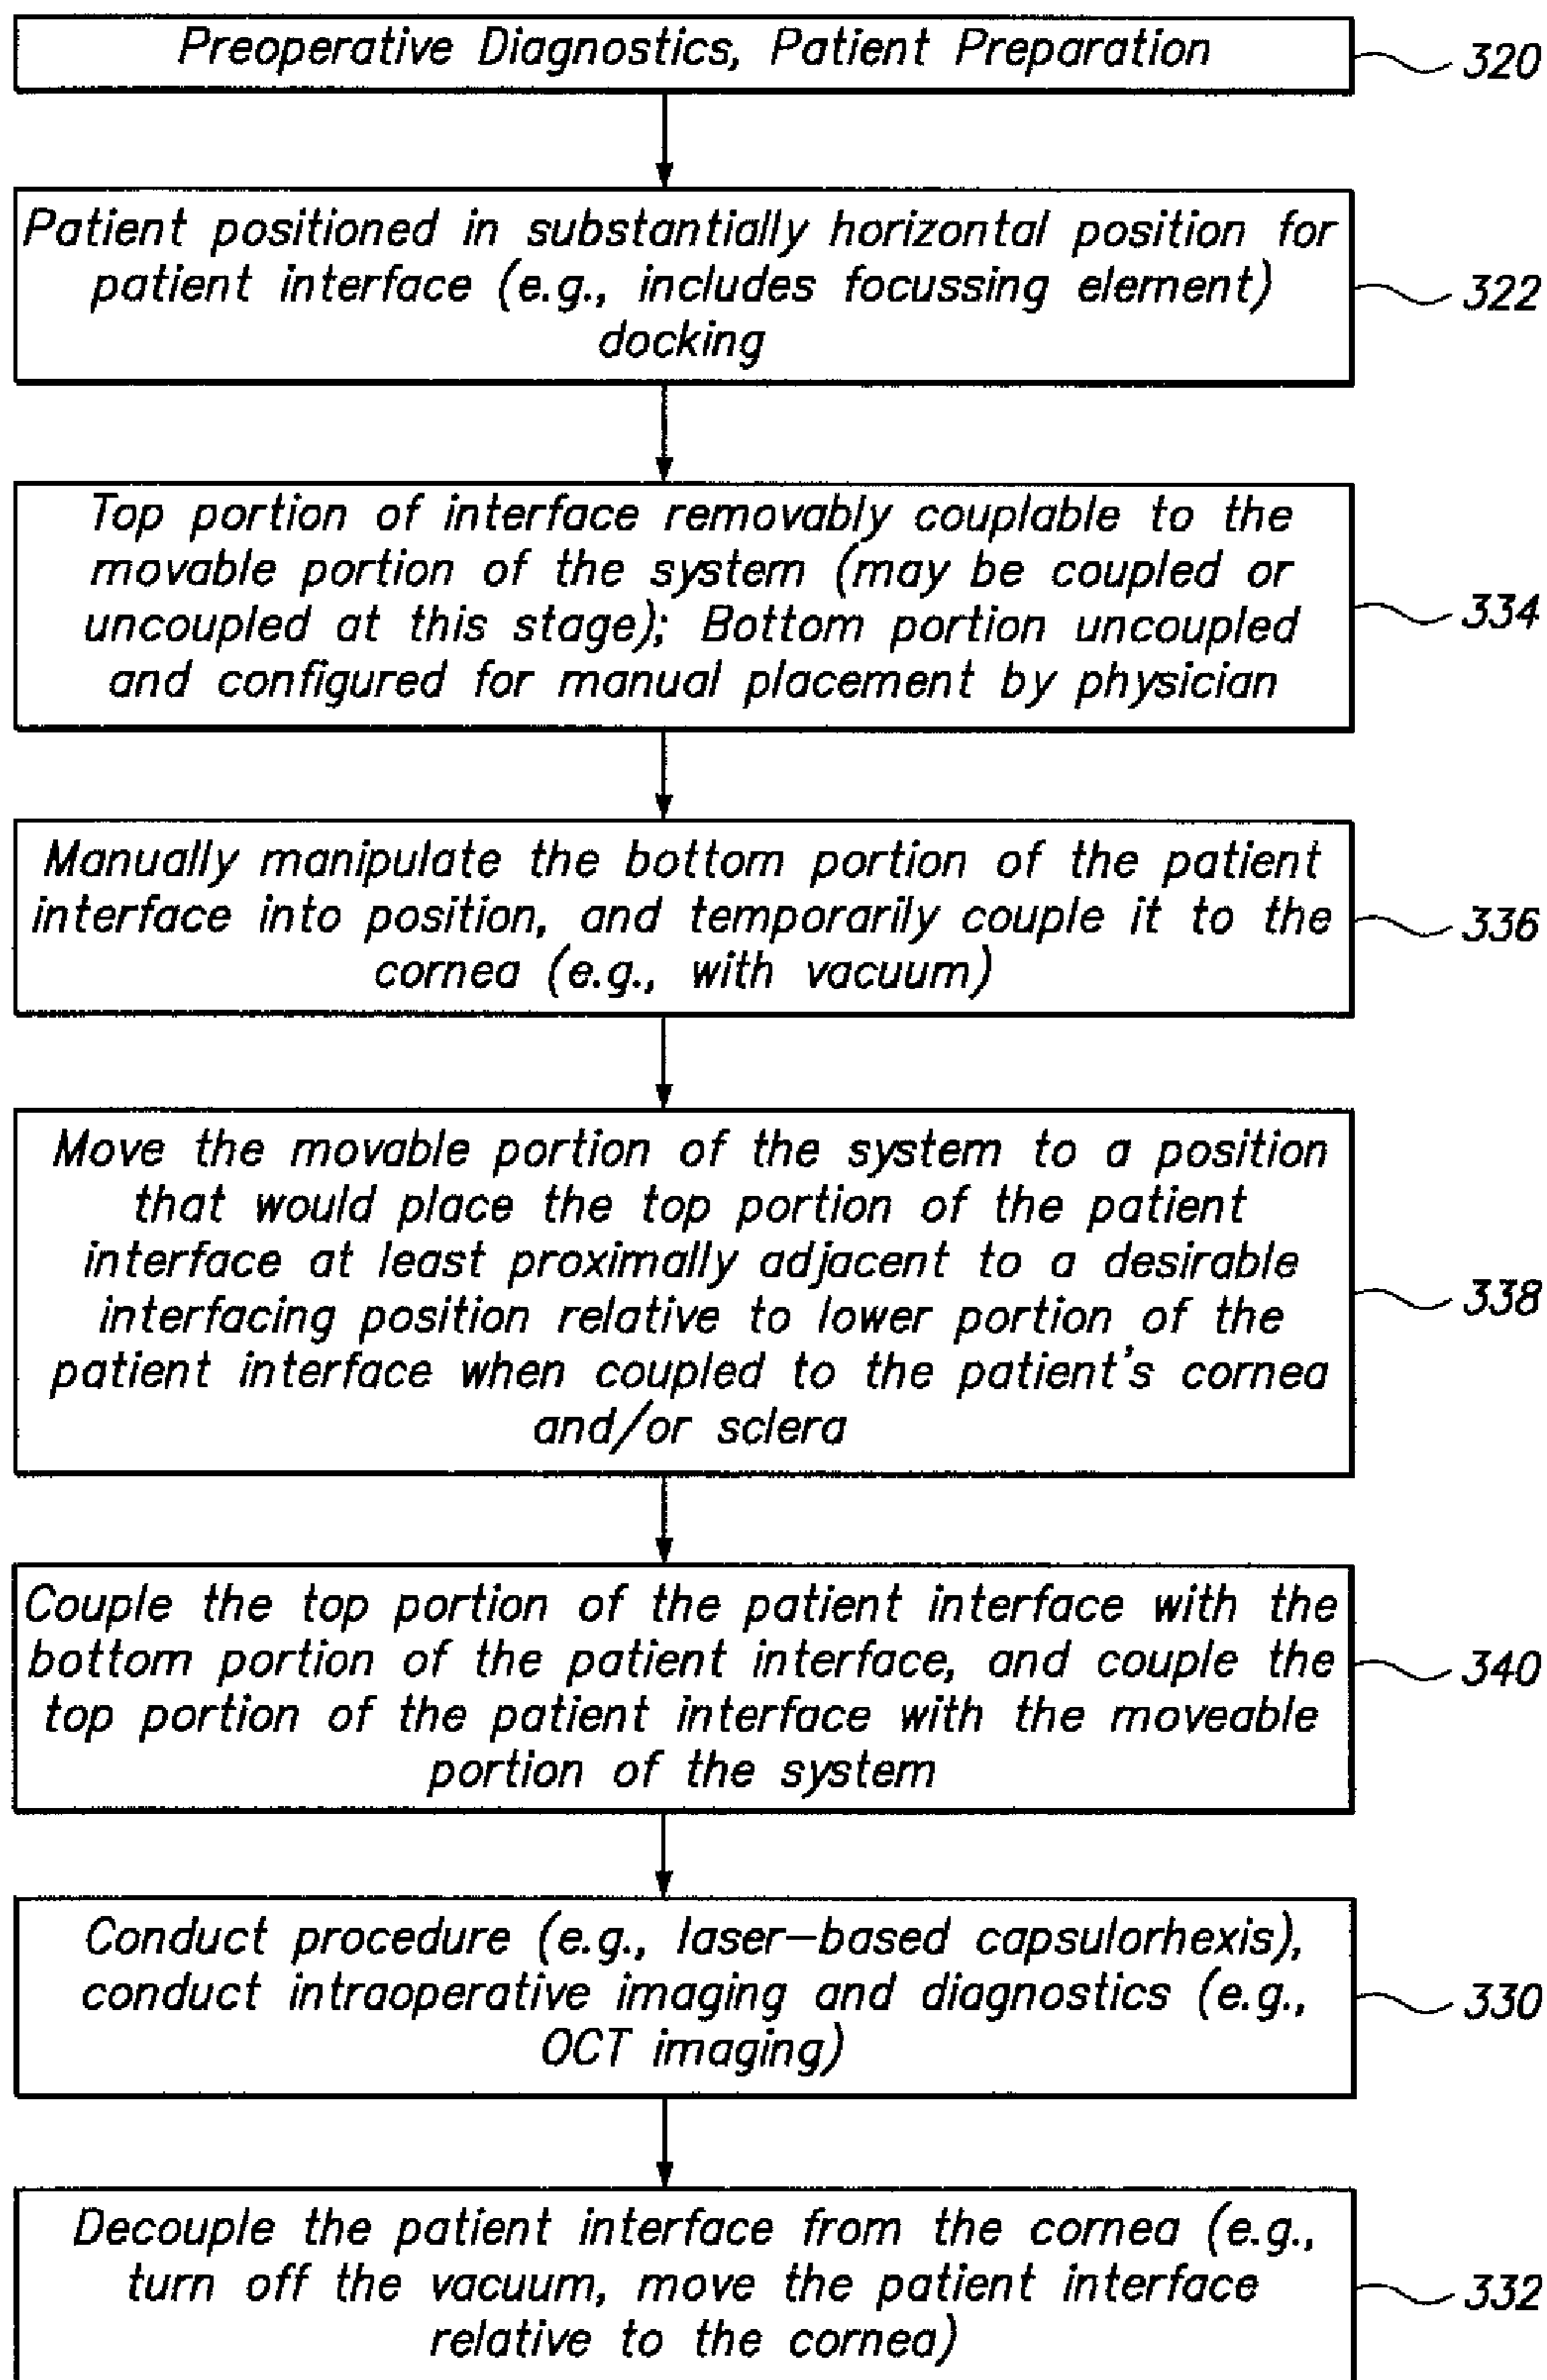 Preoperative Diagnostics, Patient Preparation
320
Patient positioned in substantially horizontal position for
patient interface (e.g., includes focussing element)
docking
322
Top portion of interface removably couplable to the
movable portion of the system (may be coupled or
uncoupled at this stage); Bottom portion uncoupled
and configured for manual placement by physician
334
Manually manipulate the bottom portion of the patient
interface into position, and temporarily couple it to the
cornea (e.g., with vacuum)
336
Move the movable portion of the system to a position
that would place the top portion of the patient
interface at least proximally adjacent to a desirable
interfacing position relative to lower portion of the
patient interface when coupled to the patient's cornea
and/or sclera
338
Couple the top portion of the patient interface with the
bottom portion of the patient interface, and couple the
top portion of the patient interface with the moveable
portion of the system
340
Conduct procedure (e.g., laser-based capsulorhexis),
conduct intraoperative imaging and diagnostics (e.g.,
OCT imaging)
330
Decouple the patient interface from the cornea (e.g.,
turn off the vacuum, move the patient interface
relative to the cornea)
332